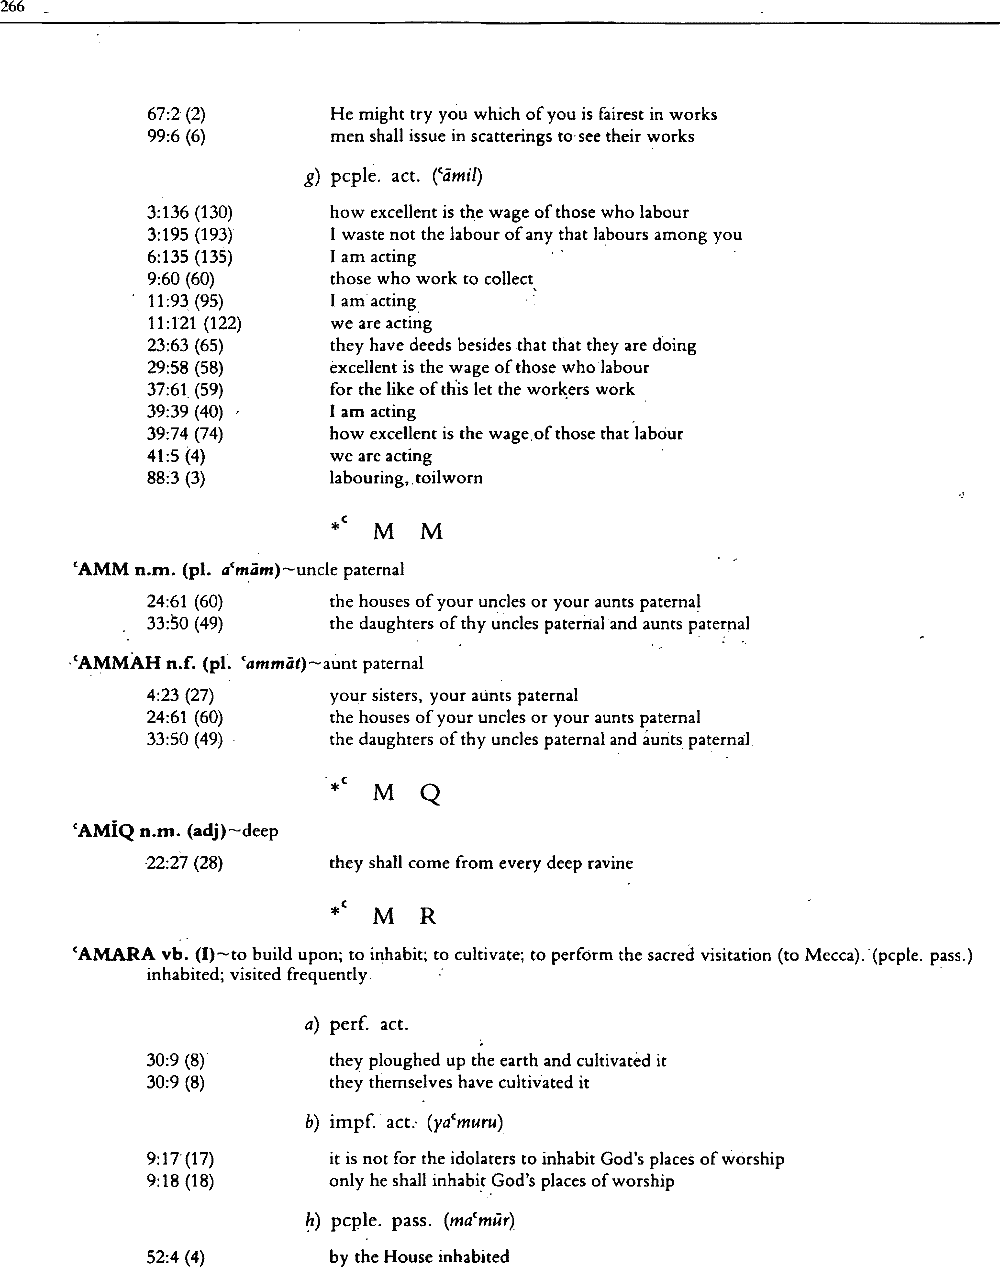 266
67:2 (2) He might try you which of you is fairest in works
99:6 (6) men shall issue in scatterings to see their works
g) pcple. act. (ʿāmil)
3:136 (130) how excellent is the wage of those who labour
3:195 (193) I waste not the labour of any that labours among you
6:135 (135) I am acting
9:60 (60) those who work to collect
11:93 (95) I am acting
11:121 (122) we are acting
23:63 (65) they have deeds besides that that they are doing
29:58 (58) excellent is the wage of those who labour
37:61 (59) for the like of this let the workers work
39:39 (40) I am acting
39:74 (74) how excellent is the wage of those that labour
41:5 (4) we are acting
88:3 (3) labouring, toilworn
*ʿ M M
ʿAMM n.m. (pl. aʿmām)~uncle paternal
24:61 (60) the houses of your uncles or your aunts paternal
33:50 (49) the daughters of thy uncles paternal and aunts paternal
ʿAMMAH n.f. (pl. ʿammāt)~aunt paternal
4:23 (27) your sisters, your aunts paternal
24:61 (60) the houses of your uncles or your aunts paternal
33:50 (49) the daughters of thy uncles paternal and aunts paternal
*ʿ M Q
ʿAMĪQ n.m. (adj)~deep
22:27 (28) they shall come from every deep ravine
*ʿ M R
ʿAMARA vb. (I)~to build upon; to inhabit; to cultivate; to perform the sacred visitation (to Mecca). (pcple. pass.)
inhabited; visited frequently
a) perf. act.
30:9 (8) they ploughed up the earth and cultivated it
30:9 (8) they themselves have cultivated it
b) impf. act. (yaʿmuru)
9:17 (17) it is not for the idolaters to inhabit God's places of worship
9:18 (18) only he shall inhabit God's places of worship
h) pcple. pass. (maʿmūr)
52:4 (4) by the House inhabited